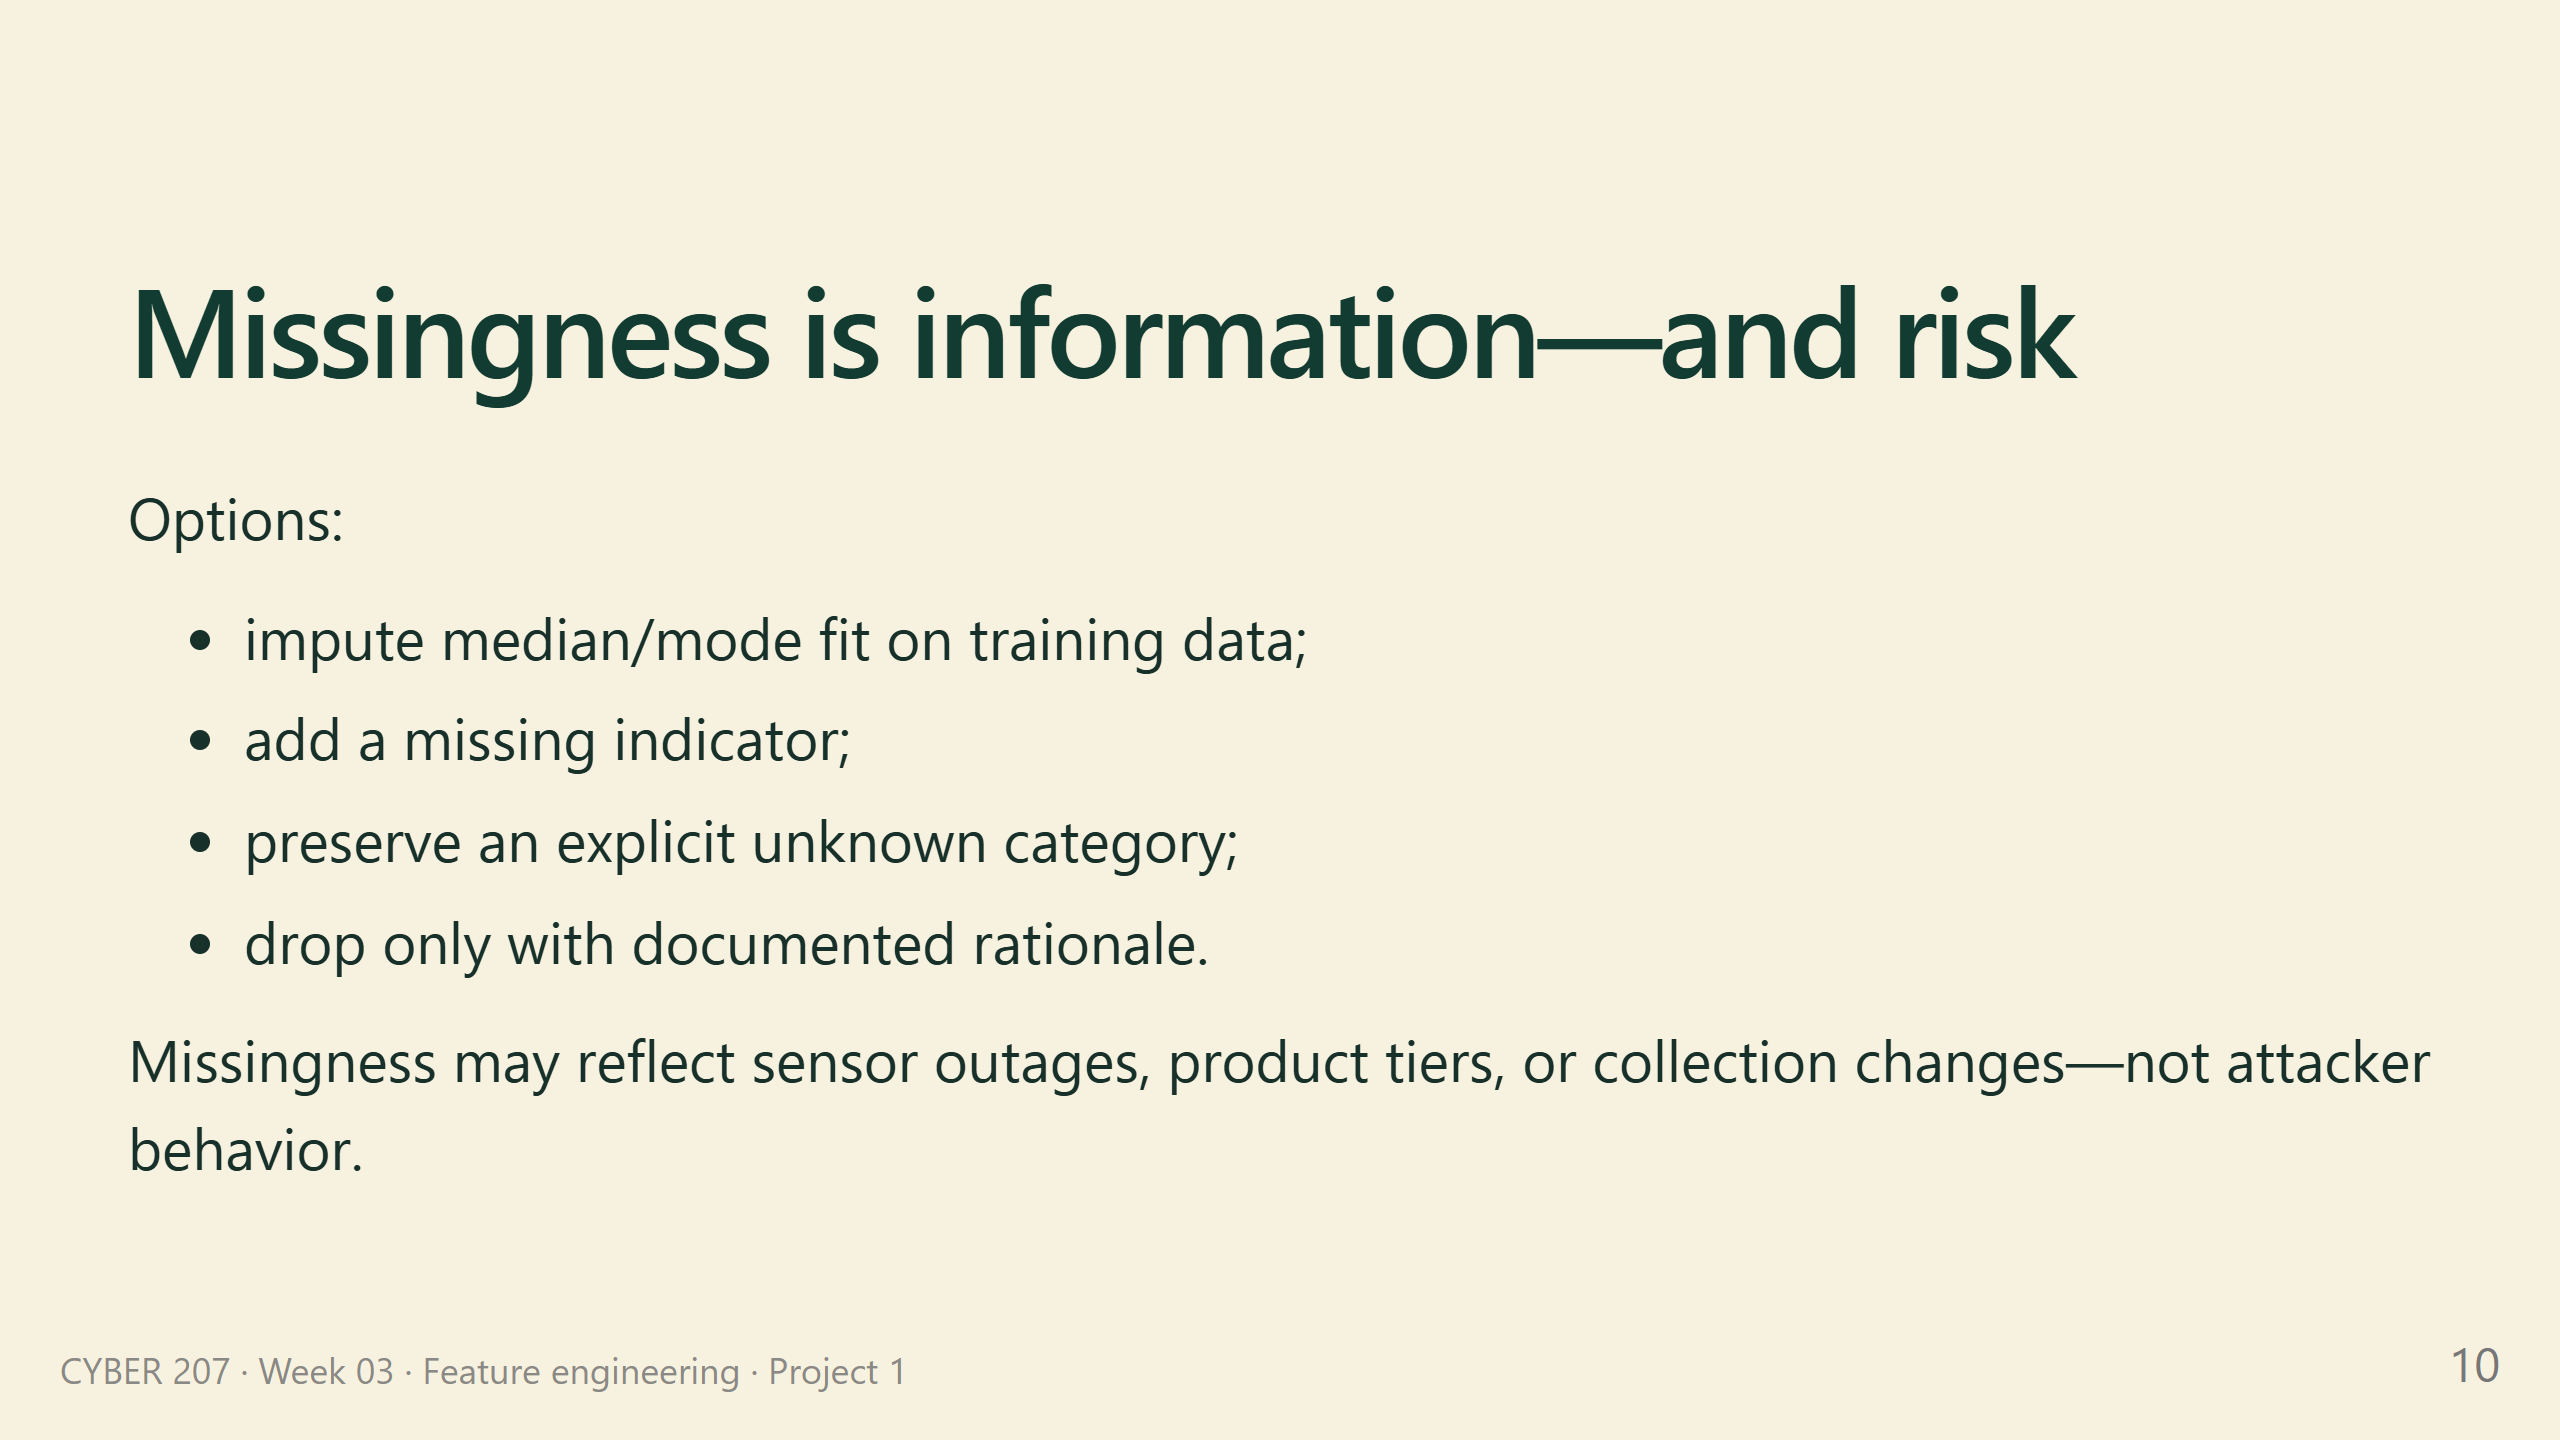 Missingness is information—and risk
Options:
• impute median/mode fit on training data;
• add a missing indicator;
• preserve an explicit unknown category;
• drop only with documented rationale.
Missingness may reflect sensor outages, product tiers, or collection changes—not attacker
behavior.
CYBER 207 · Week 03 · Feature engineering · Project 1
10